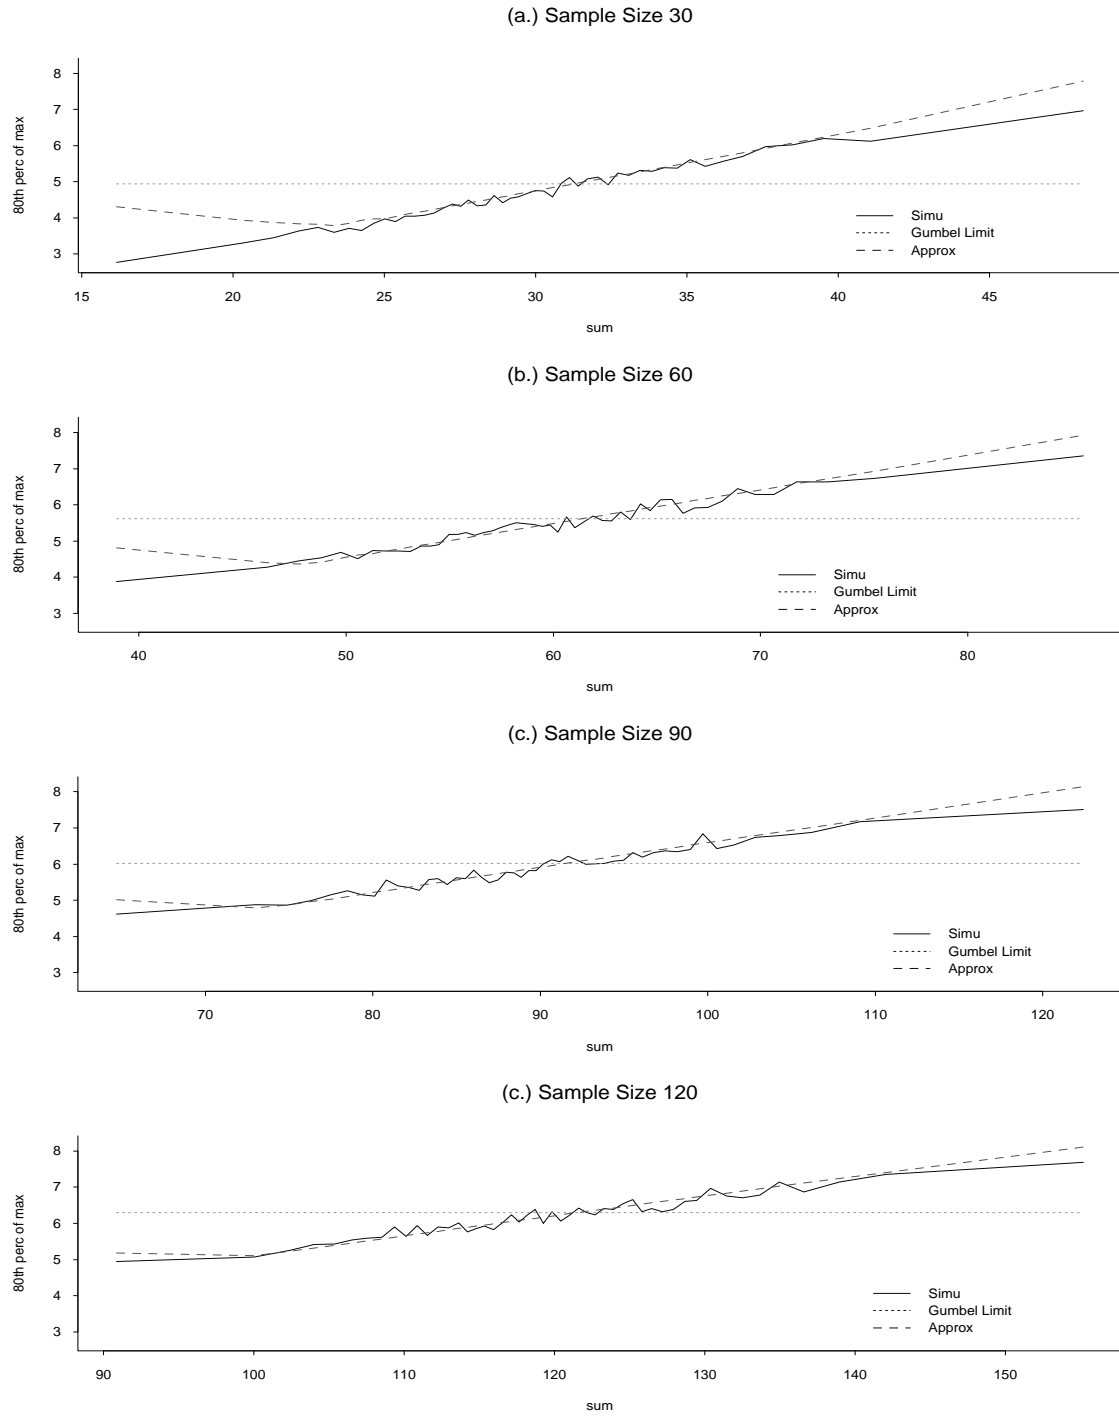 (a.) Sample Size 30
80th perc of max
8
7
6
5
4
3
Simu
Gumbel Limit
Approx
15 20 25 30 35 40 45
sum
(b.) Sample Size 60
80th perc of max
8
7
6
5
4
3
Simu
Gumbel Limit
Approx
40 50 60 70 80
sum
(c.) Sample Size 90
80th perc of max
8
7
6
5
4
3
Simu
Gumbel Limit
Approx
70 80 90 100 110 120
sum
(c.) Sample Size 120
80th perc of max
8
7
6
5
4
3
Simu
Gumbel Limit
Approx
90 100 110 120 130 140 150
sum